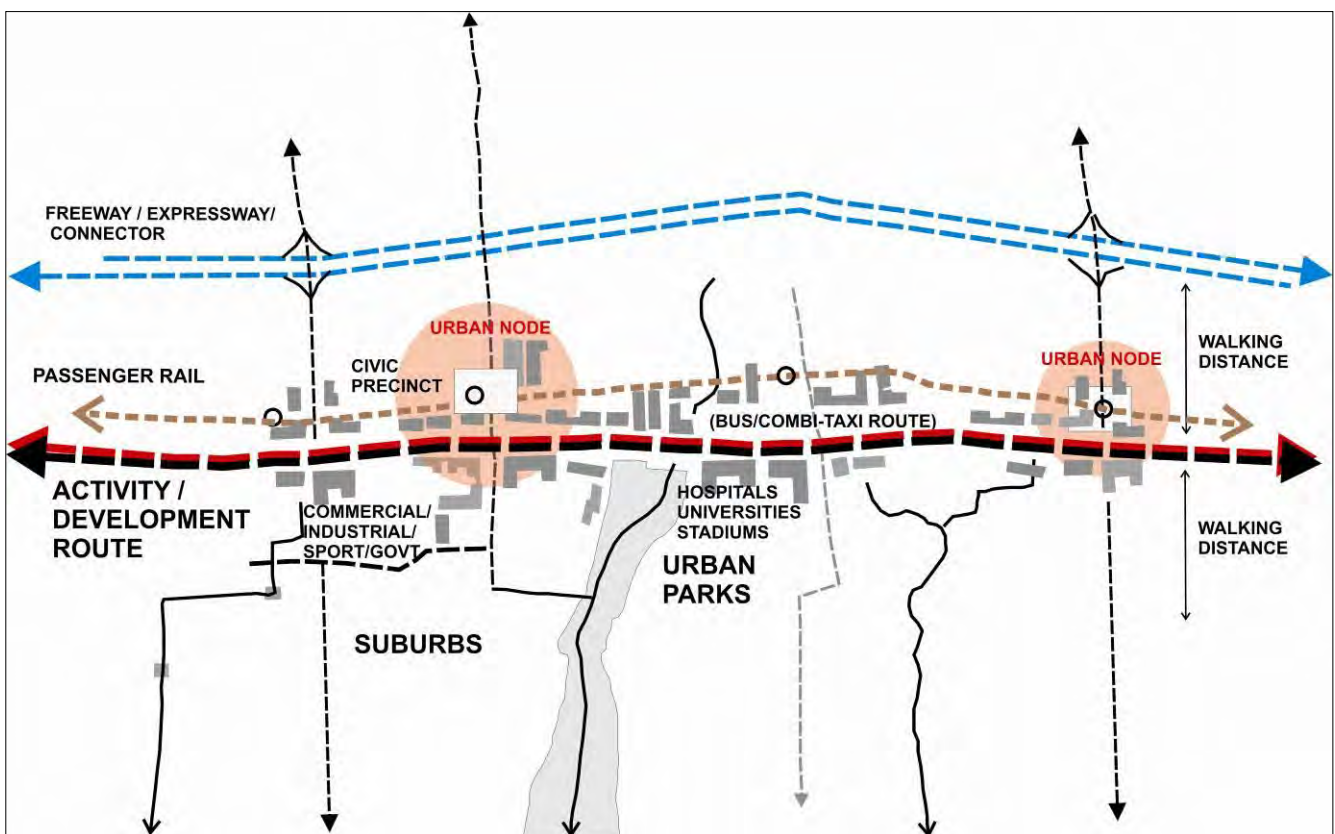 FREEWAY / EXPRESSWAY/
CONNECTOR
URBAN NODE
CIVIC
PRECINCT
PASSENGER RAIL
URBAN NODE
WALKING
DISTANCE
(BUS/COMBI-TAXI ROUTE)
ACTIVITY /
DEVELOPMENT
ROUTE
COMMERCIAL/
INDUSTRIAL/
SPORT/GOVT
HOSPITALS
UNIVERSITIES
STADIUMS
URBAN
PARKS
WALKING
DISTANCE
SUBURBS